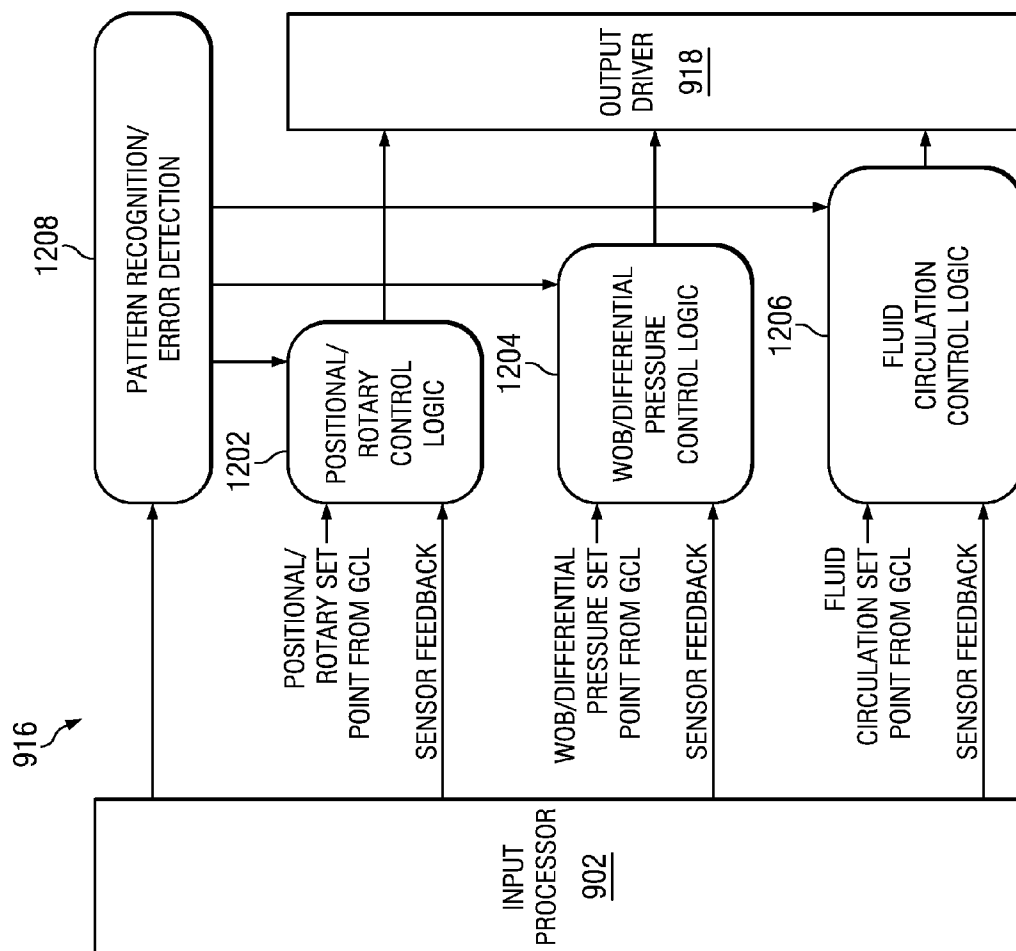 916
INPUT
PROCESSOR
902
1208
PATTERN RECOGNITION/
ERROR DETECTION
POSITIONAL/
ROTARY SET
POINT FROM GCL
SENSOR FEEDBACK
1202
POSITIONAL/
ROTARY
CONTROL
LOGIC
WOB/DIFFERENTIAL
PRESSURE SET
POINT FROM GCL
SENSOR FEEDBACK
1204
WOB/DIFFERENTIAL
PRESSURE
CONTROL LOGIC
FLUID
CIRCULATION SET
POINT FROM GCL
SENSOR FEEDBACK
1206
FLUID
CIRCULATION
CONTROL LOGIC
OUTPUT
DRIVER
918